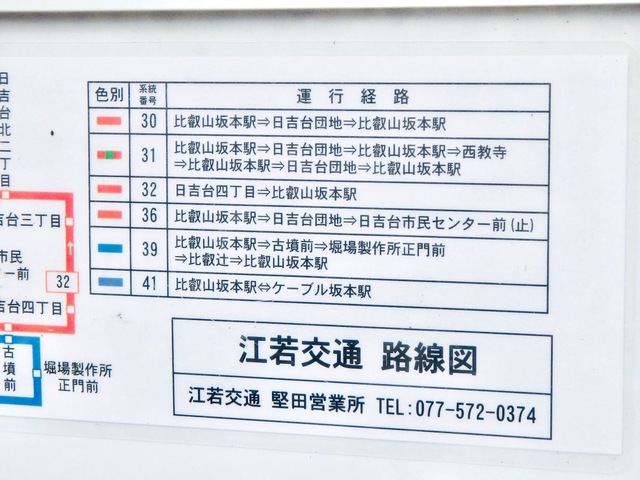 日吉台北二丁目
色別 系統番号 運行経路
30 比叡山坂本駅⇒日吉台団地⇒比叡山坂本駅
31 比叡山坂本駅⇒日吉台団地⇒比叡山坂本駅⇒西教寺
⇒比叡山坂本駅⇒日吉台団地⇒比叡山坂本駅
32 日吉台四丁目⇒比叡山坂本駅
36 比叡山坂本駅⇒日吉台団地⇒日吉台市民センター前(止)
39 比叡山坂本駅⇒古墳前⇒堀場製作所正門前
⇒比叡辻⇒比叡山坂本駅
41 比叡山坂本駅⇔ケーブル坂本駅
吉台三丁目
市民
ー前
32
吉台四丁目
古墳前
堀場製作所
正門前
江若交通 路線図
江若交通 堅田営業所 TEL:077-572-0374